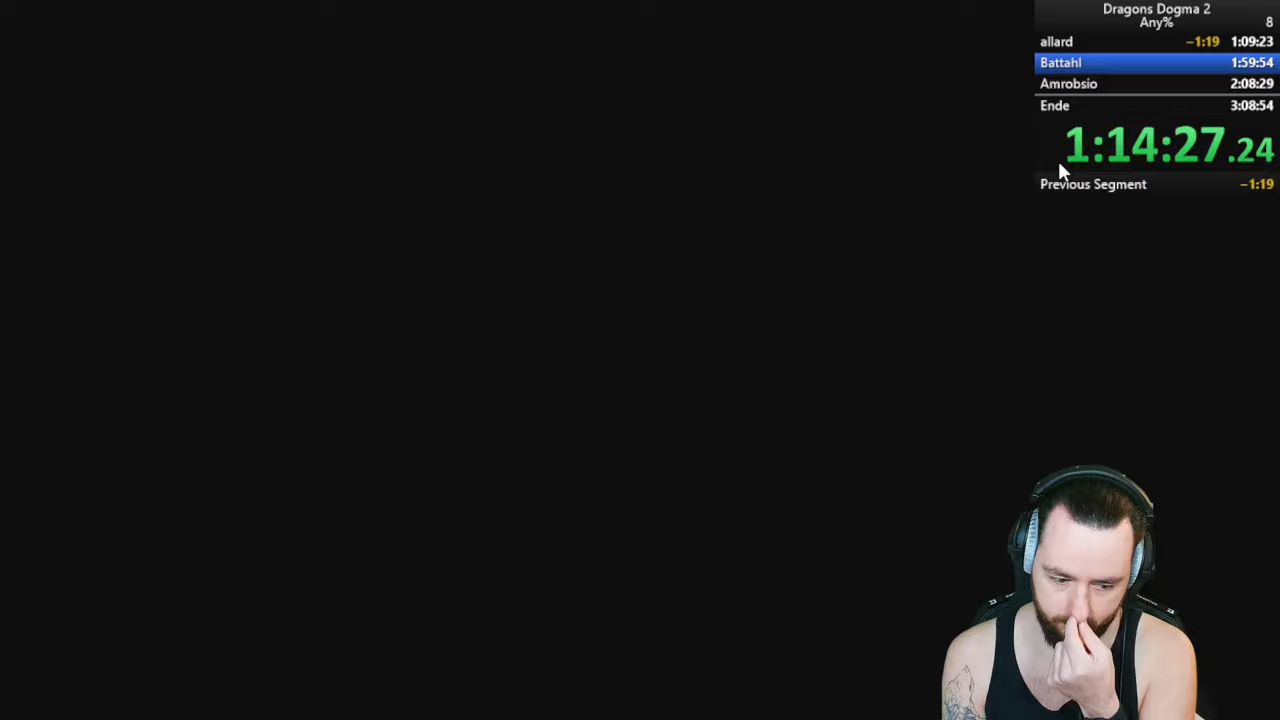 Dragons Dogma 2
Any% 8
allard −1:19 1:09:23
Battahl 1:59:54
Amrobsio 2:08:29
Ende 3:08:54
1:14:27.24
Previous Segment −1:19